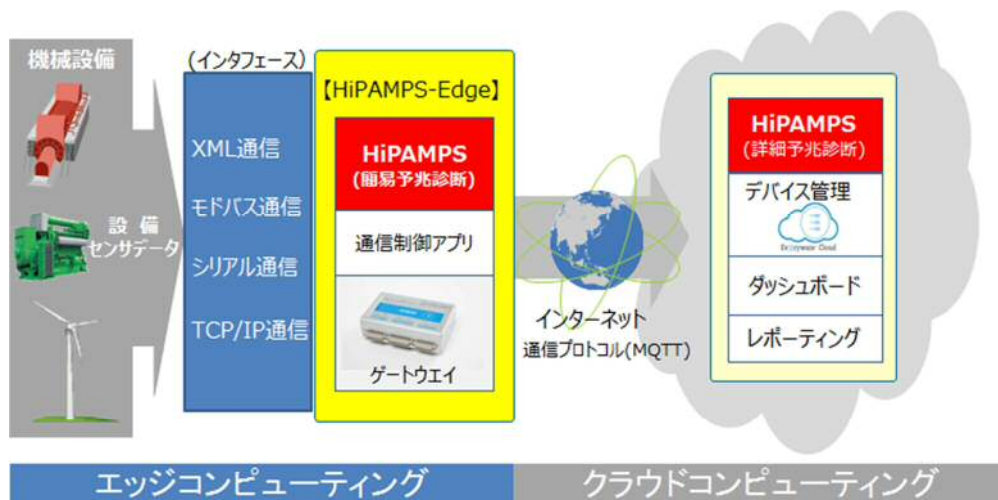 機械設備
設 備
センサデータ
(インタフェース)
XML通信
モドバス通信
シリアル通信
TCP/IP通信
【HiPAMPS-Edge】
HiPAMPS
(簡易予兆診断)
通信制御アプリ
ゲートウエイ
インターネット
通信プロトコル(MQTT)
HiPAMPS
(詳細予兆診断)
デバイス管理
Everyware Cloud
ダッシュボード
レポーティング
エッジコンピューティング
クラウドコンピューティング